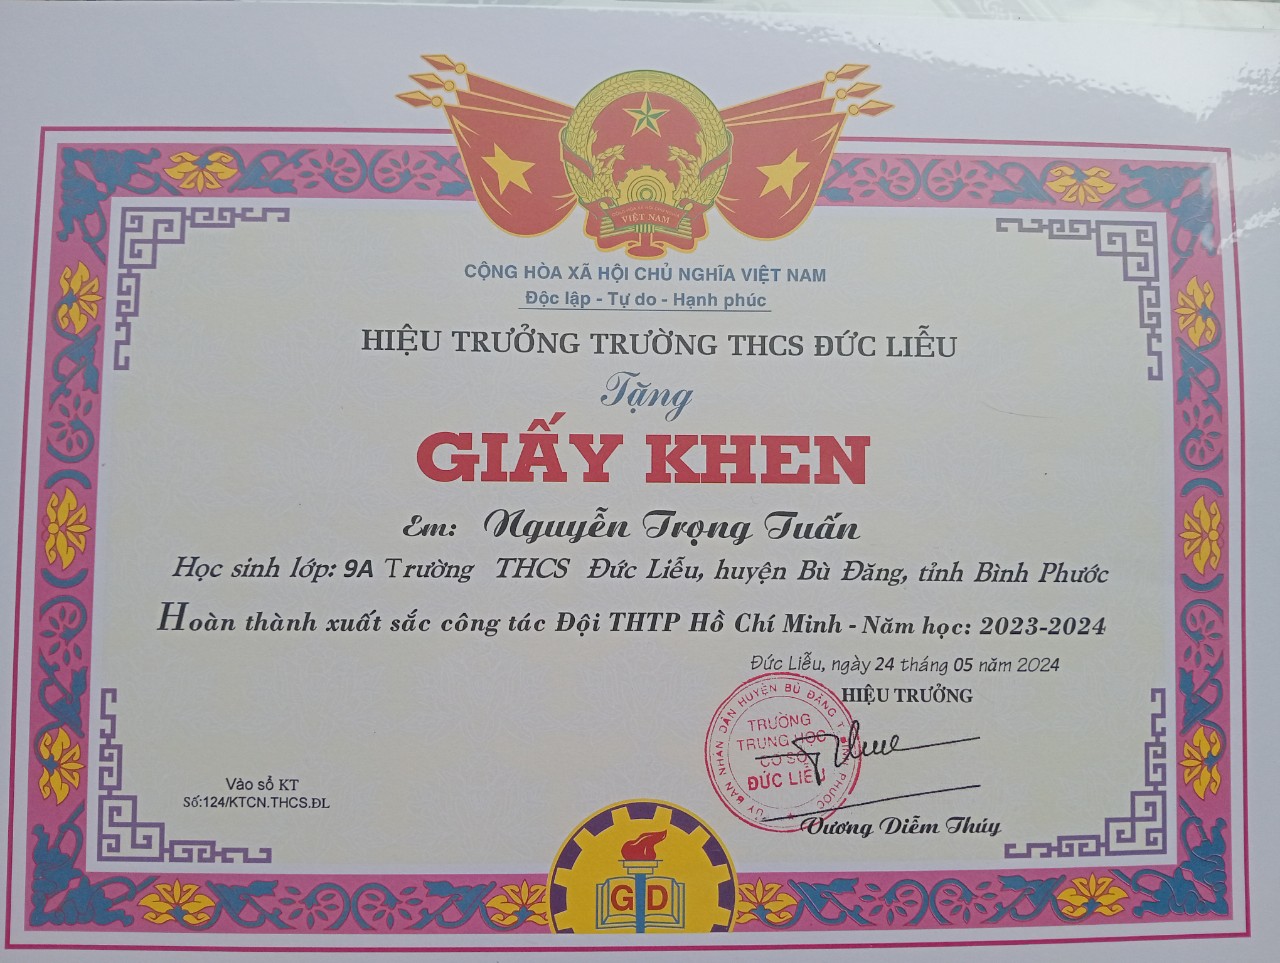 VIỆT NAM
CỘNG HÒA XÃ HỘI CHỦ NGHĨA VIỆT NAM
Độc lập - Tự do - Hạnh phúc
HIỆU TRƯỞNG TRƯỜNG THCS ĐỨC LIỄU
Tặng
GIẤY KHEN
Em: Nguyễn Trọng Tuấn
Học sinh lớp: 9A Trường THCS Đức Liễu, huyện Bù Đăng, tỉnh Bình Phước
Hoàn thành xuất sắc công tác Đội THTP Hồ Chí Minh - Năm học: 2023-2024
Đức Liễu, ngày 24 tháng 05 năm 2024
HIỆU TRƯỞNG
ỦY BAN NHÂN DÂN HUYỆN BÙ ĐĂNG T. BÌNH PHƯỚC
TRƯỜNG
TRUNG HỌC
CƠ SỞ
ĐỨC LIỄU
Vương Diễm Thúy
Vào sổ KT
Số:124/KTCN.THCS.ĐL
GD